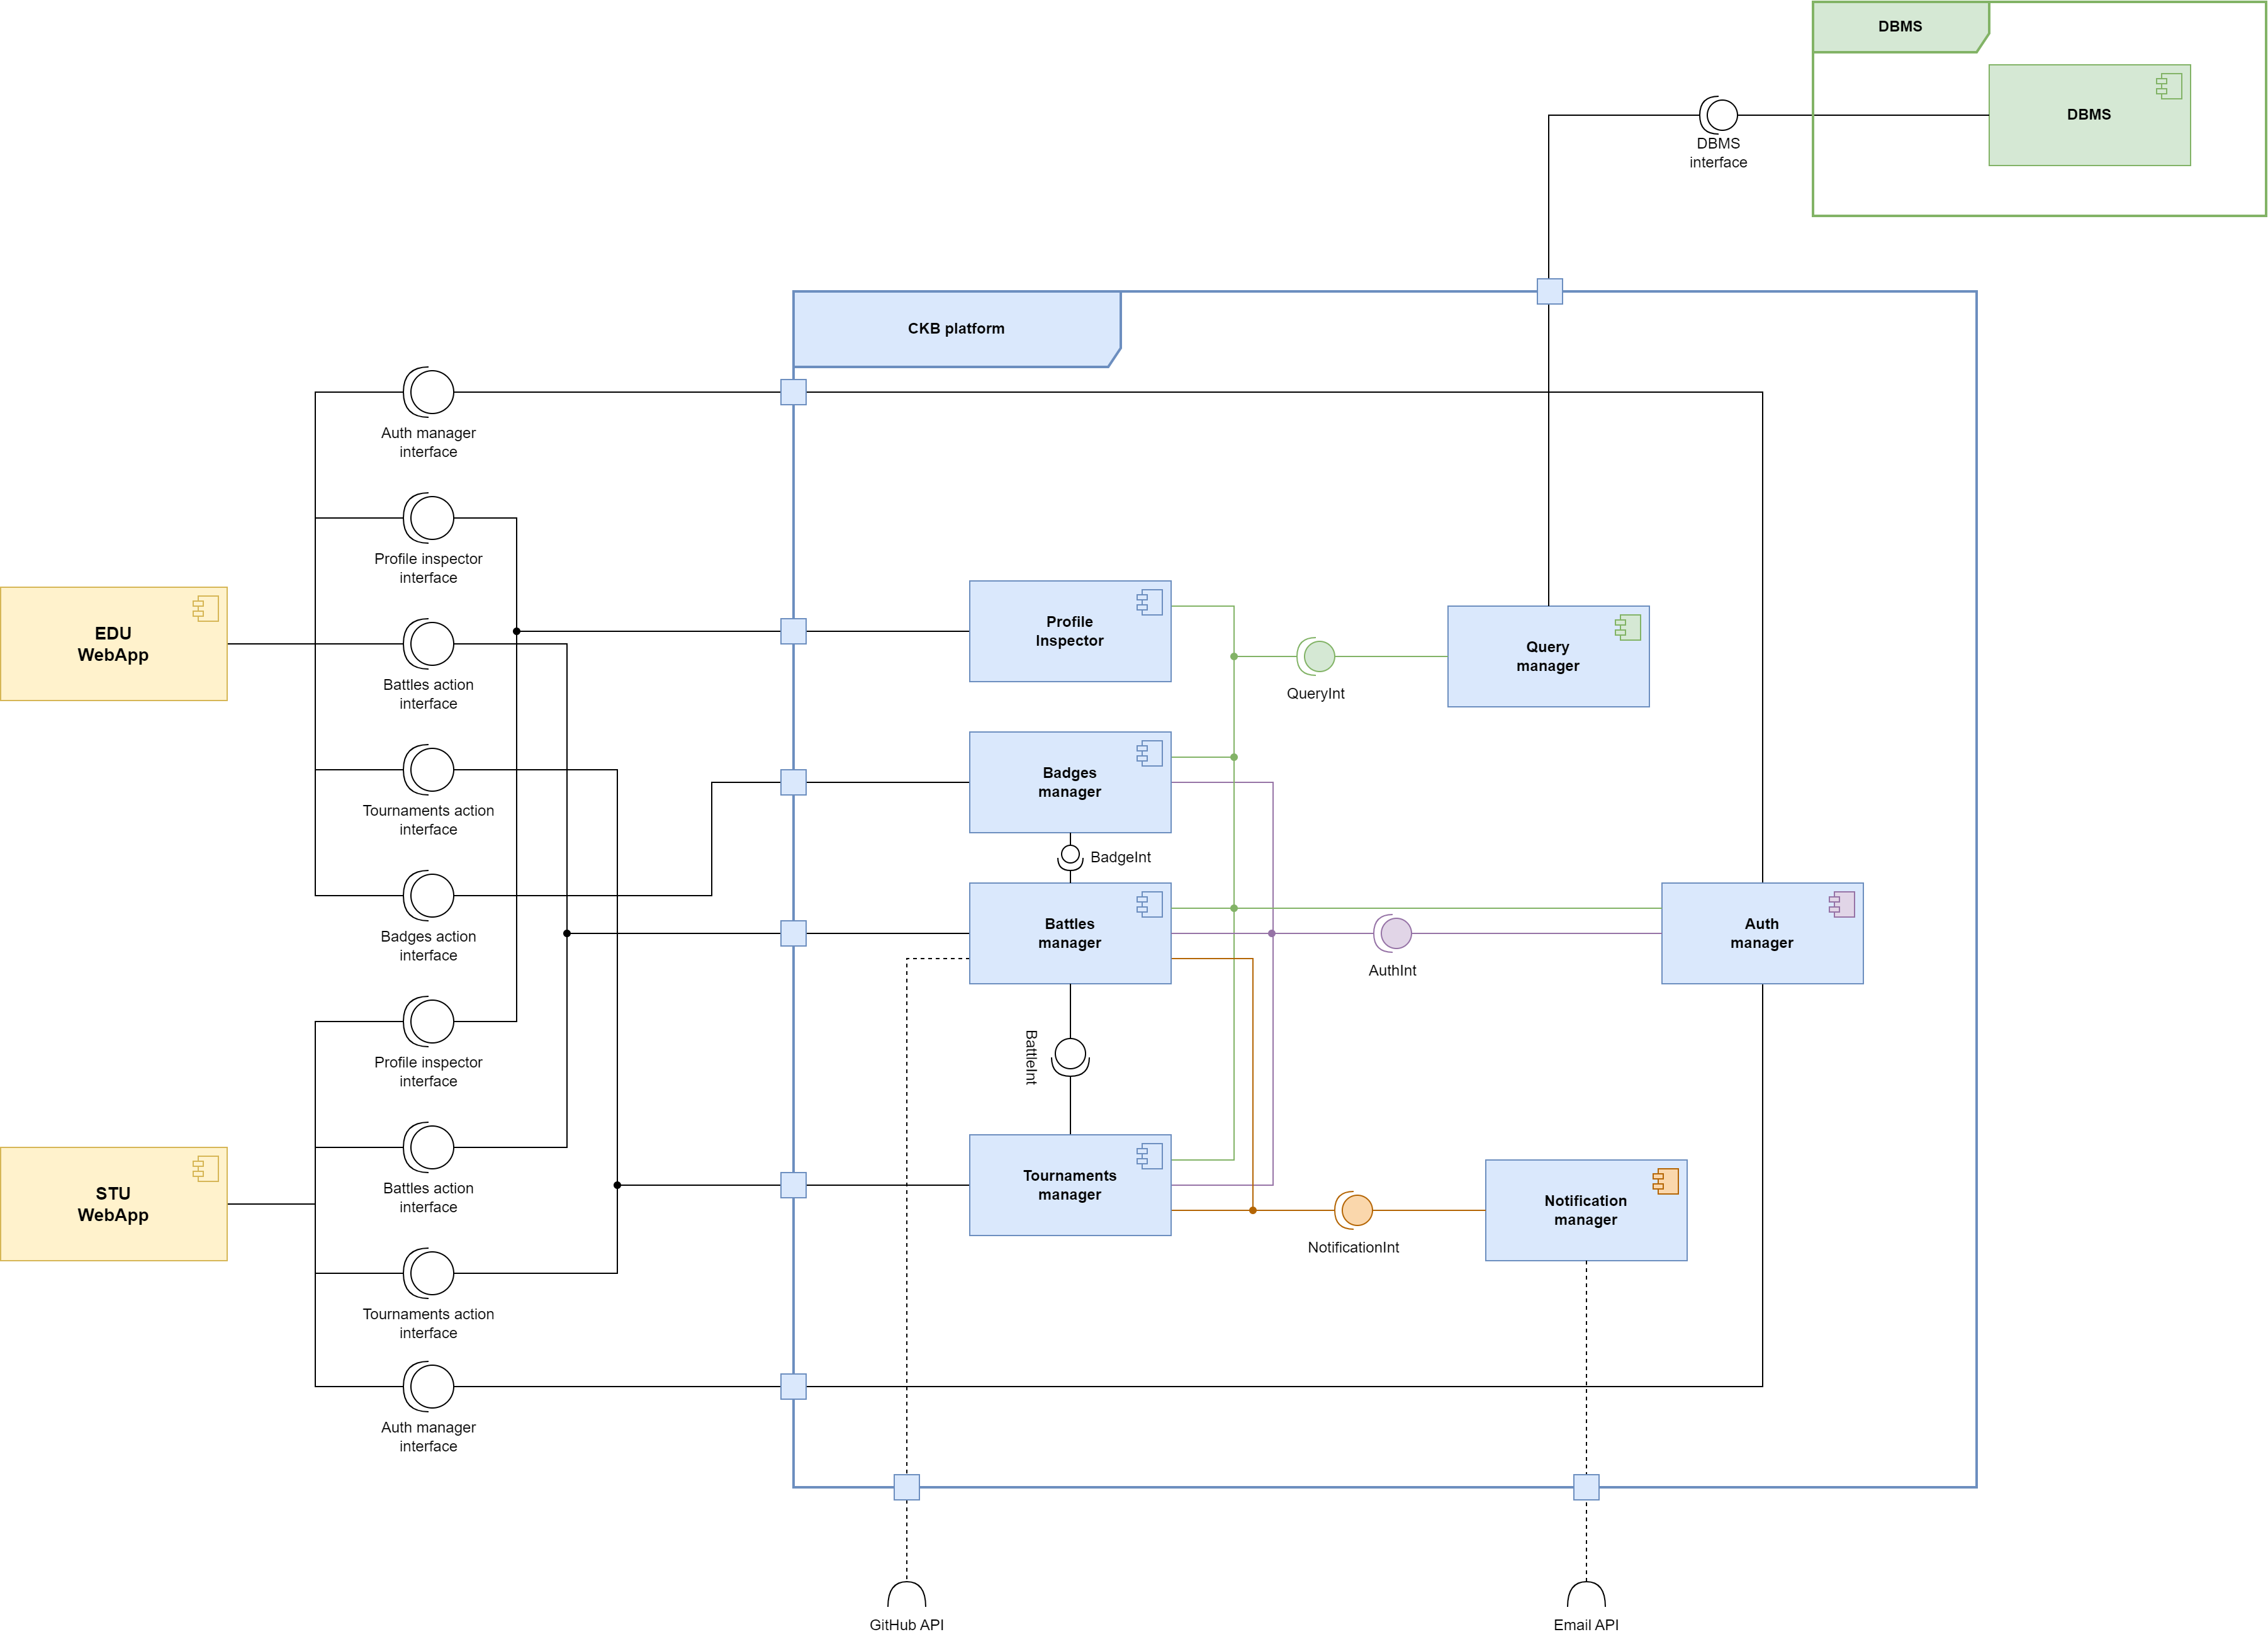 DBMS
DBMS
DBMS
interface
CKB platform
Auth manager
interface
Profile inspector
interface
EDU
WebApp
Battles action
interface
Tournaments action
interface
Badges action
interface
Profile inspector
interface
STU
WebApp
Battles action
interface
Tournaments action
interface
Auth manager
interface
Profile
Inspector
QueryInt
Query
manager
Badges
manager
BadgeInt
Battles
manager
AuthInt
Auth
manager
BattleInt
Tournaments
manager
NotificationInt
Notification
manager
GitHub API
Email API